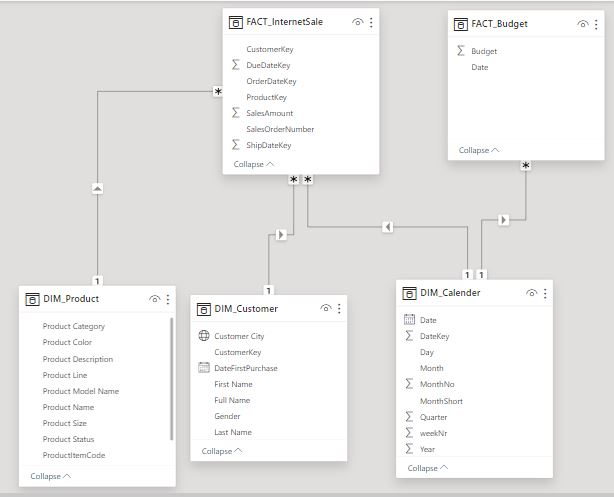 FACT_InternetSale
CustomerKey
DueDateKey
OrderDateKey
ProductKey
SalesAmount
SalesOrderNumber
ShipDateKey
Collapse
FACT_Budget
Budget
Date
Collapse
*
*
*
*
1
1
1
1
DIM_Product
Product Category
Product Color
Product Description
Product Line
Product Model Name
Product Name
Product Size
Product Status
ProductItemCode
Collapse
DIM_Customer
Customer City
CustomerKey
DateFirstPurchase
First Name
Full Name
Gender
Last Name
Collapse
DIM_Calender
Date
DateKey
Day
Month
MonthNo
MonthShort
Quarter
weekNr
Year
Collapse